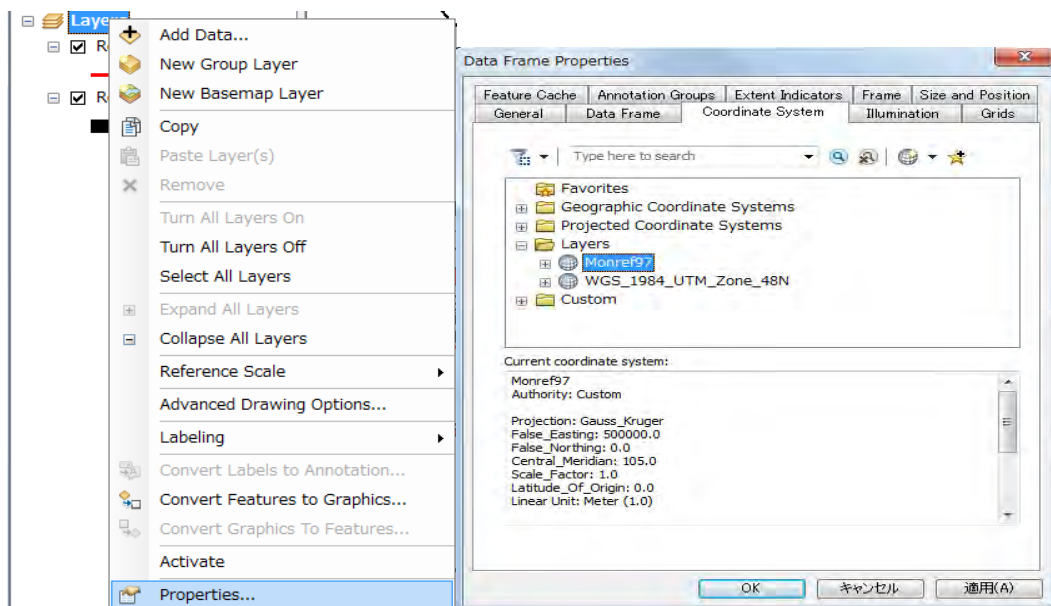 Layers
Add Data...
New Group Layer
New Basemap Layer
Copy
Paste Layer(s)
Remove
Turn All Layers On
Turn All Layers Off
Select All Layers
Expand All Layers
Collapse All Layers
Reference Scale
Advanced Drawing Options...
Labeling
Convert Labels to Annotation...
Convert Features to Graphics...
Convert Graphics To Features...
Activate
Properties...
Data Frame Properties
Feature Cache Annotation Groups Extent Indicators Frame Size and Position
General Data Frame Coordinate System Illumination Grids
Type here to search
Favorites
Geographic Coordinate Systems
Projected Coordinate Systems
Layers
Monref97
WGS_1984_UTM_Zone_48N
Custom
Current coordinate system:
Monref97
Authority: Custom
Projection: Gauss_Kruger
False_Easting: 500000.0
False_Northing: 0.0
Central_Meridian: 105.0
Scale_Factor: 1.0
Latitude_Of_Origin: 0.0
Linear Unit: Meter (1.0)
OK キャンセル 適用(A)